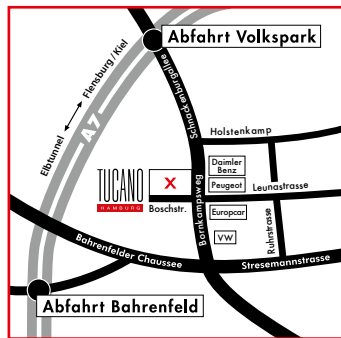 Abfahrt Volkspark
Elbtunnel
Flensburg/Kiel
A7
Schnackenburgallee
Holstenkamp
Daimler
Benz
Peugeot
Leunastrasse
TUCANO
HAMBURG
X
Boschstr.
Bornkampsweg
Europcar
VW
Ruhrstrasse
Bahrenfelder Chaussee
Stresemannstrasse
Abfahrt Bahrenfeld